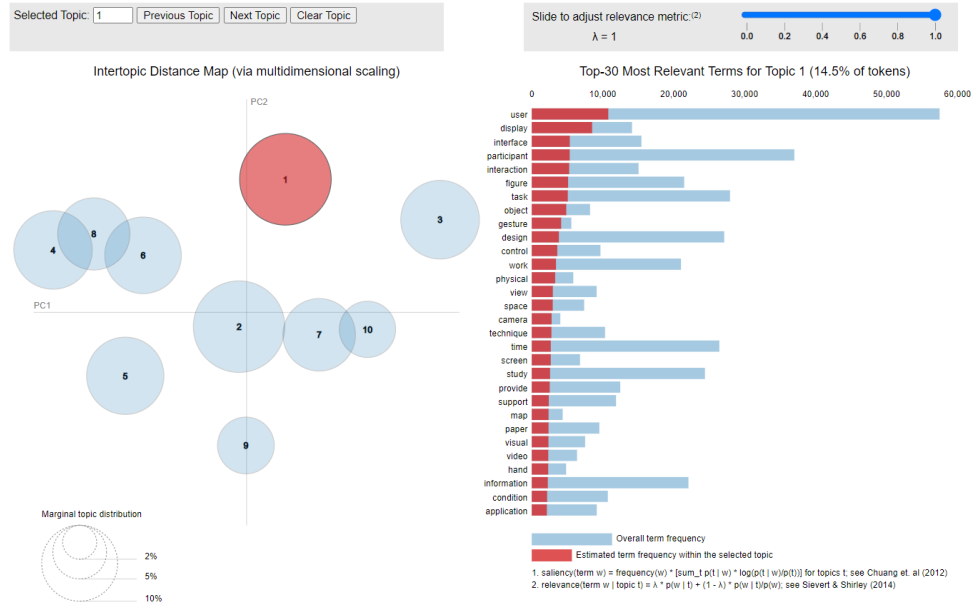 Selected Topic: 1 Previous Topic Next Topic Clear Topic
Slide to adjust relevance metric:(2)
λ = 1
0.0 0.2 0.4 0.6 0.8 1.0
Intertopic Distance Map (via multidimensional scaling)
PC2
PC1
1
3
8
4
6
2
7
10
5
9
Marginal topic distribution
2%
5%
10%
Top-30 Most Relevant Terms for Topic 1 (14.5% of tokens)
0 10,000 20,000 30,000 40,000 50,000 60,000
user
display
interface
participant
interaction
figure
task
object
gesture
design
control
work
physical
view
space
camera
technique
time
screen
study
provide
support
map
paper
visual
video
hand
information
condition
application
Overall term frequency
Estimated term frequency within the selected topic
1. saliency(term w) = frequency(w) * [sum_t p(t | w) * log(p(t | w)/p(t))] for topics t; see Chuang et. al (2012)
2. relevance(term w | topic t) = λ * p(w | t) + (1 - λ) * p(w | t)/p(w); see Sievert & Shirley (2014)